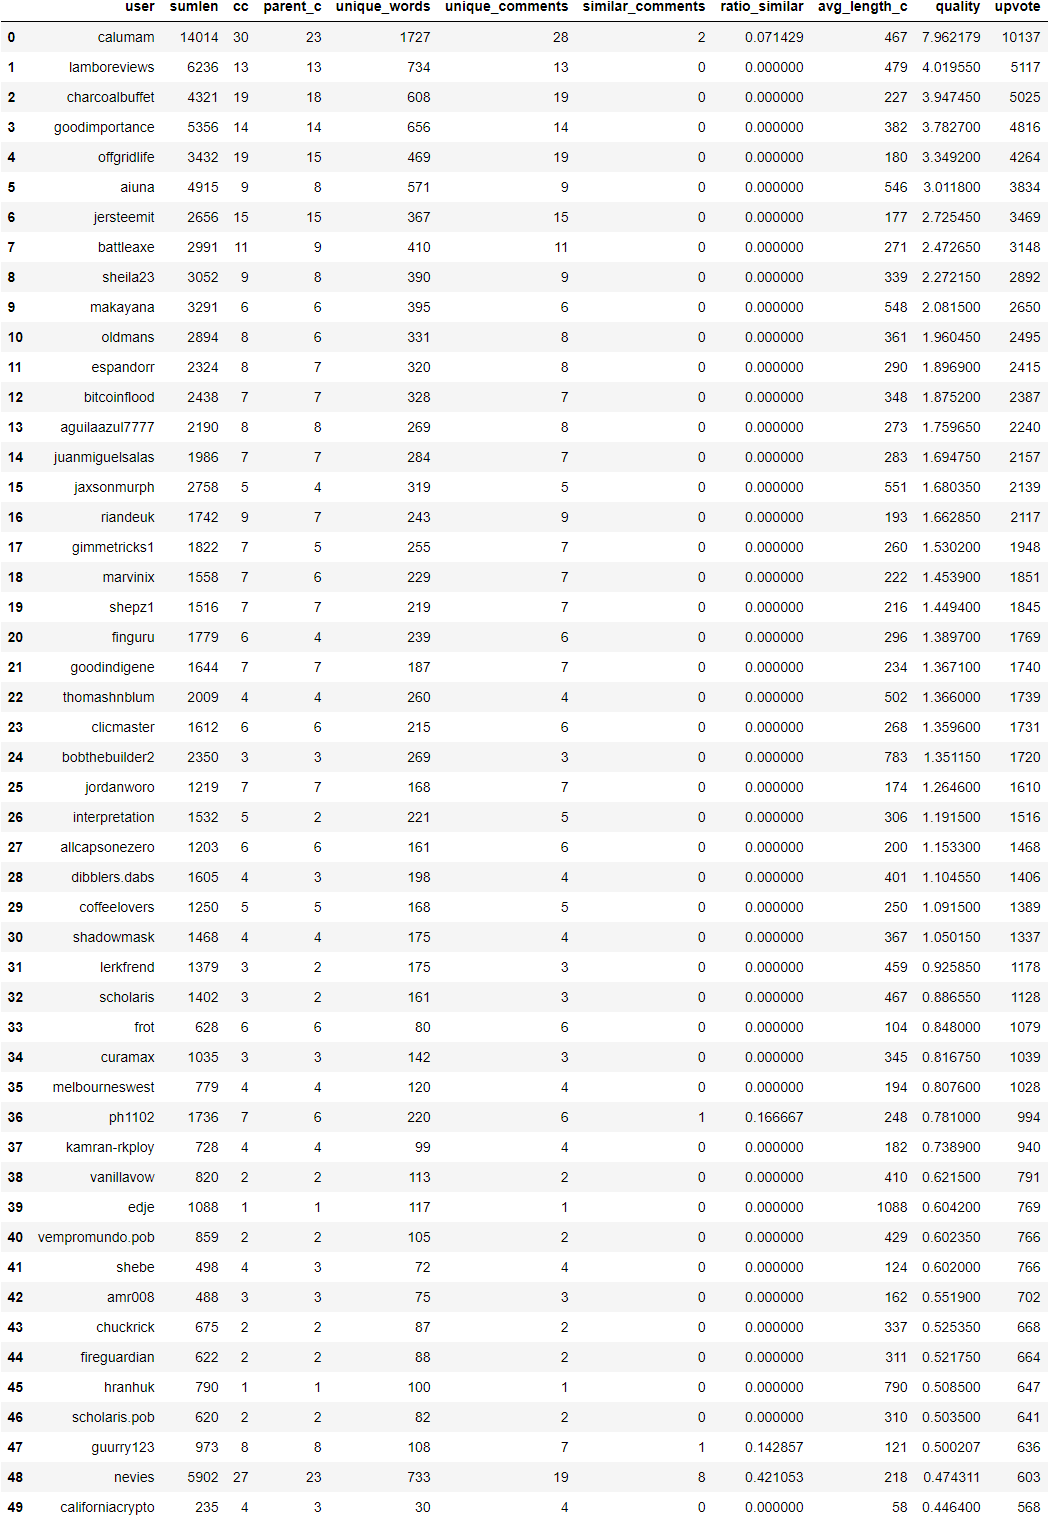 user sumlen cc parent_c unique_words unique_comments similar_comments ratio_similar avg_length_c quality upvote
0 calumam 14014 30 23 1727 28 2 0.071429 467 7.962179 10137
1 lamboreviews 6236 13 13 734 13 0 0.000000 479 4.019550 5117
2 charcoalbuffet 4321 19 18 608 19 0 0.000000 227 3.947450 5025
3 goodimportance 5356 14 14 656 14 0 0.000000 382 3.782700 4816
4 offgridlife 3432 19 15 469 19 0 0.000000 180 3.349200 4264
5 aiuna 4915 9 8 571 9 0 0.000000 546 3.011800 3834
6 jersteemit 2656 15 15 367 15 0 0.000000 177 2.725450 3469
7 battleaxe 2991 11 9 410 11 0 0.000000 271 2.472650 3148
8 sheila23 3052 9 8 390 9 0 0.000000 339 2.272150 2892
9 makayana 3291 6 6 395 6 0 0.000000 548 2.081500 2650
10 oldmans 2894 8 6 331 8 0 0.000000 361 1.960450 2495
11 espandorr 2324 8 7 320 8 0 0.000000 290 1.896900 2415
12 bitcoinflood 2438 7 7 328 7 0 0.000000 348 1.875200 2387
13 aguilaazul7777 2190 8 8 269 8 0 0.000000 273 1.759650 2240
14 juanmiguelsalas 1986 7 7 284 7 0 0.000000 283 1.694750 2157
15 jaxsonmurph 2758 5 4 319 5 0 0.000000 551 1.680350 2139
16 riandeuk 1742 9 7 243 9 0 0.000000 193 1.662850 2117
17 gimmetricks1 1822 7 5 255 7 0 0.000000 260 1.530200 1948
18 marvinix 1558 7 6 229 7 0 0.000000 222 1.453900 1851
19 shepz1 1516 7 7 219 7 0 0.000000 216 1.449400 1845
20 finguru 1779 6 4 239 6 0 0.000000 296 1.389700 1769
21 goodindigene 1644 7 7 187 7 0 0.000000 234 1.367100 1740
22 thomashnblum 2009 4 4 260 4 0 0.000000 502 1.366000 1739
23 clicmaster 1612 6 6 215 6 0 0.000000 268 1.359600 1731
24 bobthebuilder2 2350 3 3 269 3 0 0.000000 783 1.351150 1720
25 jordanworo 1219 7 7 168 7 0 0.000000 174 1.264600 1610
26 interpretation 1532 5 2 221 5 0 0.000000 306 1.191500 1516
27 allcapsonezero 1203 6 6 161 6 0 0.000000 200 1.153300 1468
28 dibblers.dabs 1605 4 3 198 4 0 0.000000 401 1.104550 1406
29 coffeelovers 1250 5 5 168 5 0 0.000000 250 1.091500 1389
30 shadowmask 1468 4 4 175 4 0 0.000000 367 1.050150 1337
31 lerkfrend 1379 3 2 175 3 0 0.000000 459 0.925850 1178
32 scholaris 1402 3 2 161 3 0 0.000000 467 0.886550 1128
33 frot 628 6 6 80 6 0 0.000000 104 0.848000 1079
34 curamax 1035 3 3 142 3 0 0.000000 345 0.816750 1039
35 melbourneswest 779 4 4 120 4 0 0.000000 194 0.807600 1028
36 ph1102 1736 7 6 220 6 1 0.166667 248 0.781000 994
37 kamran-rkploy 728 4 4 99 4 0 0.000000 182 0.738900 940
38 vanillavow 820 2 2 113 2 0 0.000000 410 0.621500 791
39 edje 1088 1 1 117 1 0 0.000000 1088 0.604200 769
40 vempromundo.pob 859 2 2 105 2 0 0.000000 429 0.602350 766
41 shebe 498 4 3 72 4 0 0.000000 124 0.602000 766
42 amr008 488 3 3 75 3 0 0.000000 162 0.551900 702
43 chuckrick 675 2 2 87 2 0 0.000000 337 0.525350 668
44 fireguardian 622 2 2 88 2 0 0.000000 311 0.521750 664
45 hranhuk 790 1 1 100 1 0 0.000000 790 0.508500 647
46 scholaris.pob 620 2 2 82 2 0 0.000000 310 0.503500 641
47 guurry123 973 8 8 108 7 1 0.142857 121 0.500207 636
48 nevies 5902 27 23 733 19 8 0.421053 218 0.474311 603
49 californiacrypto 235 4 3 30 4 0 0.000000 58 0.446400 568